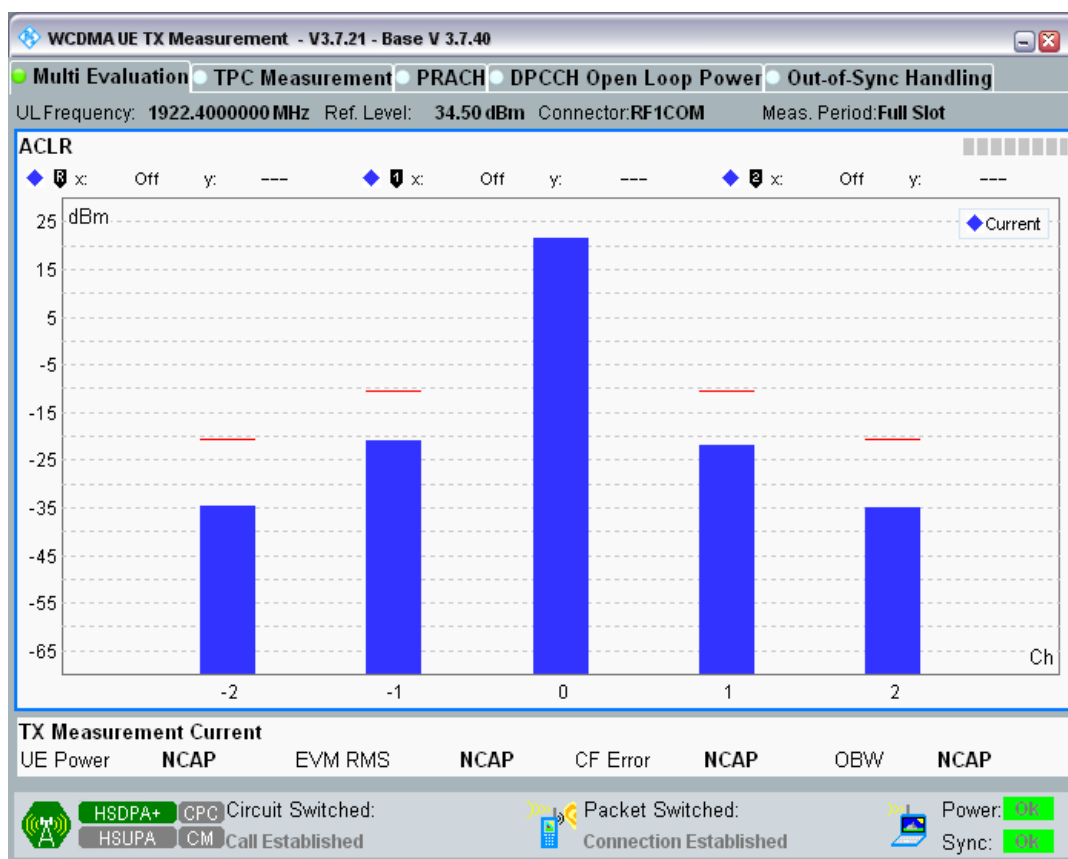 WCDMA UE TX Measurement - V3.7.21 - Base V 3.7.40
Multi Evaluation TPC Measurement PRACH DPCCH Open Loop Power Out-of-Sync Handling
UL Frequency: 1922.4000000 MHz Ref. Level: 34.50 dBm Connector:RF1COM Meas. Period:Full Slot
ACLR
R x: Off y: --- 1 x: Off y: --- 2 x: Off y: ---
dBm
Current
25
15
5
-5
-15
-25
-35
-45
-55
-65
Ch
-2 -1 0 1 2
TX Measurement Current
UE Power NCAP EVM RMS NCAP CF Error NCAP OBW NCAP
HSDPA+ CPC Circuit Switched: Packet Switched: Power: OK
HSUPA CM Call Established Connection Established Sync: OK